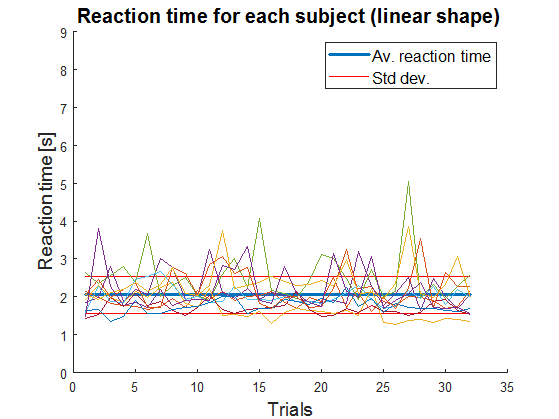 Reaction time for each subject (linear shape)
Av. reaction time
Std dev.
Reaction time [s]
9
8
7
6
5
4
3
2
1
0
0 5 10 15 20 25 30 35
Trials